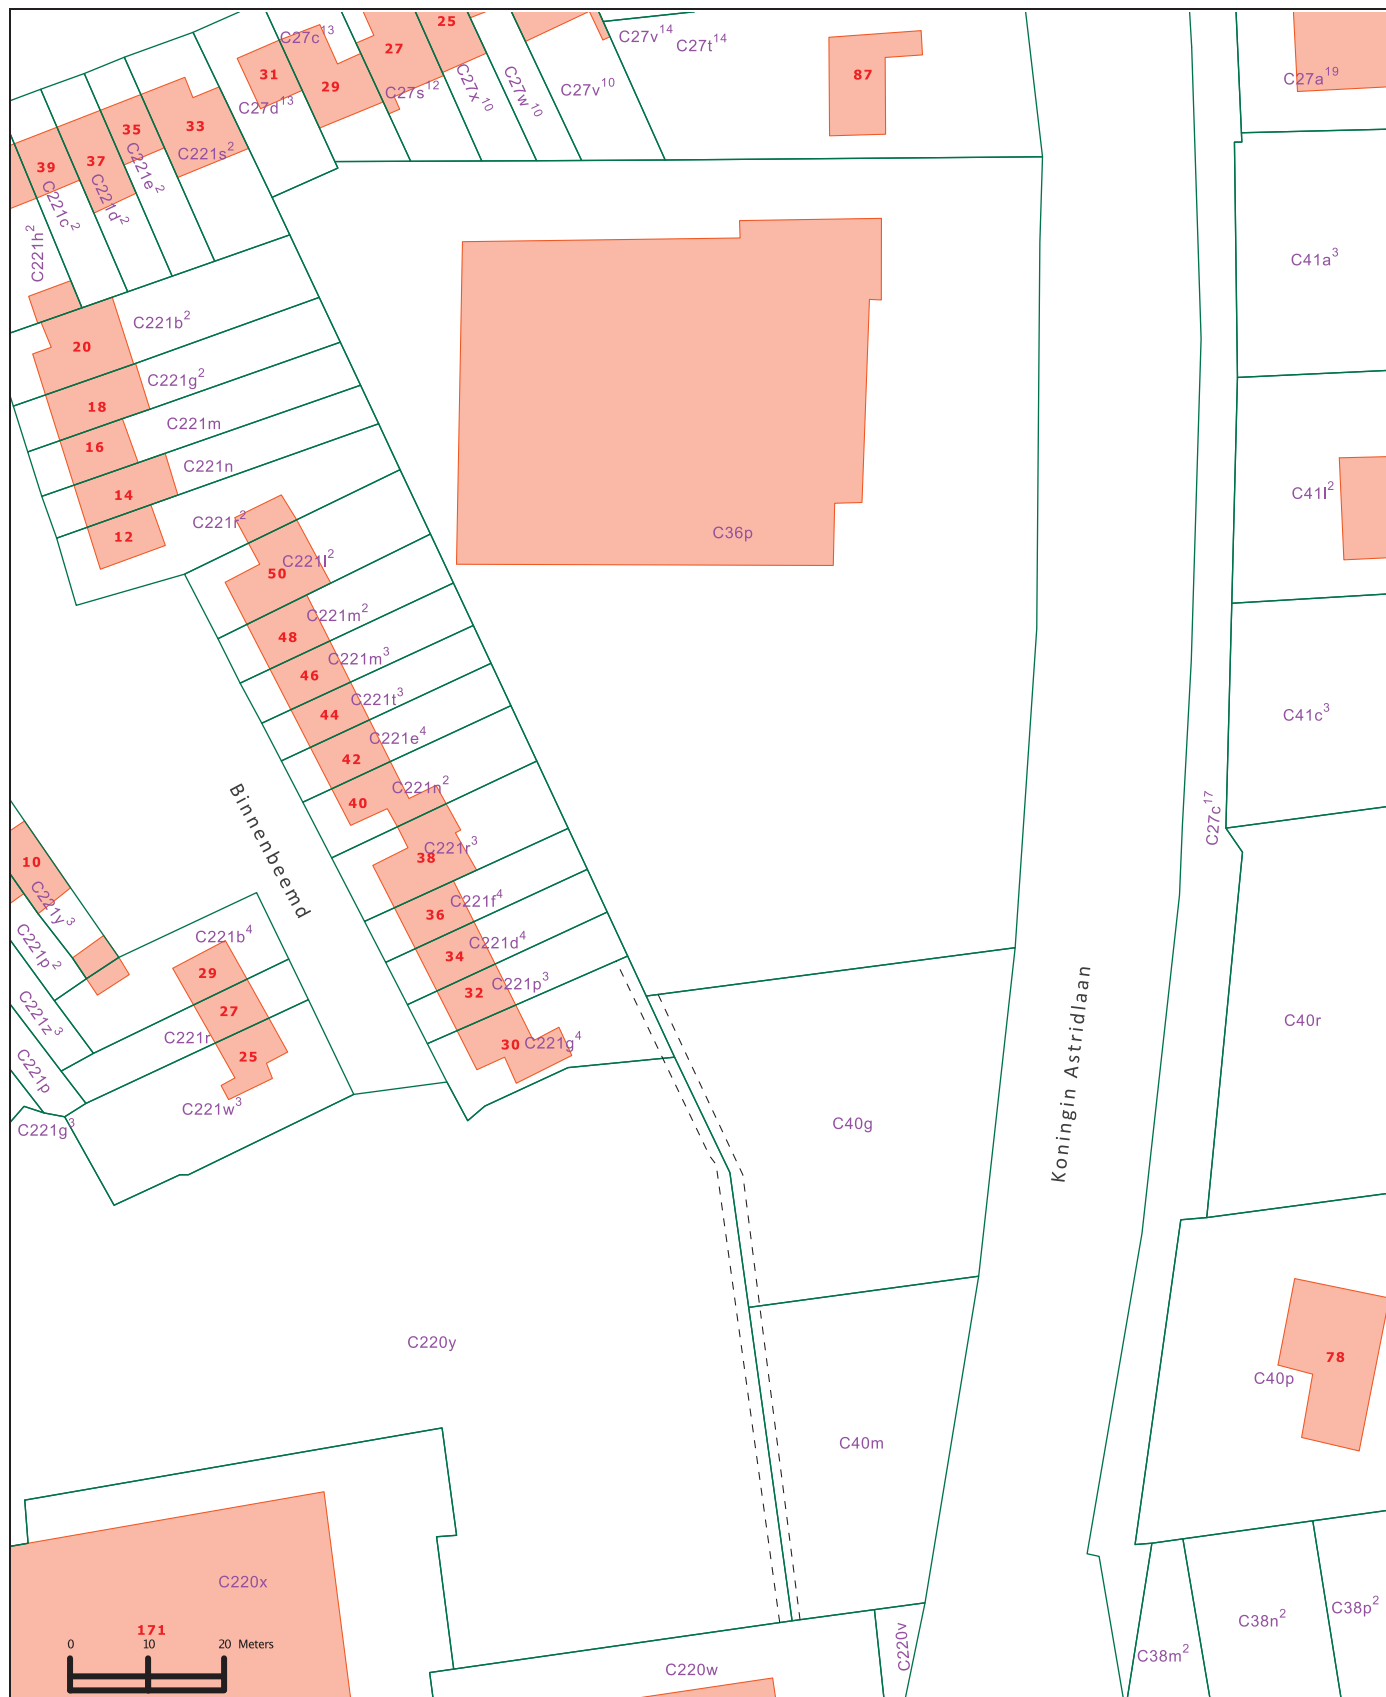 25
C27c¹³
C27v¹⁴
C27t¹⁴
27
31
87
C27a¹⁹
29
C27s¹²
C27x¹⁰
C27w¹⁰
C27v¹⁰
C27d¹³
35
33
C221s²
39
37
C221e²
C221c²
C221d²
C221h²
C41a³
C221b²
20
C221g²
18
C221m
16
C221n
14
C221f²
12
C41l²
C36p
C221l²
50
C221m²
48
C221m³
46
C221t³
44
C41c³
C221e⁴
42
C221n²
40
C27c¹⁷
Binnenbeemd
C221r³
38
10
C221y³
C221f⁴
36
C221b⁴
C221p²
C221d⁴
34
29
C221p³
32
27
C221z³
C221r
C40r
30
C221g⁴
25
C221p
Koningin Astridlaan
C221w³
C221g³
C40g
C220y
78
C40p
C40m
C220x
C38p²
C38n²
171
0 10 20 Meters
C220v
C38m²
C220w